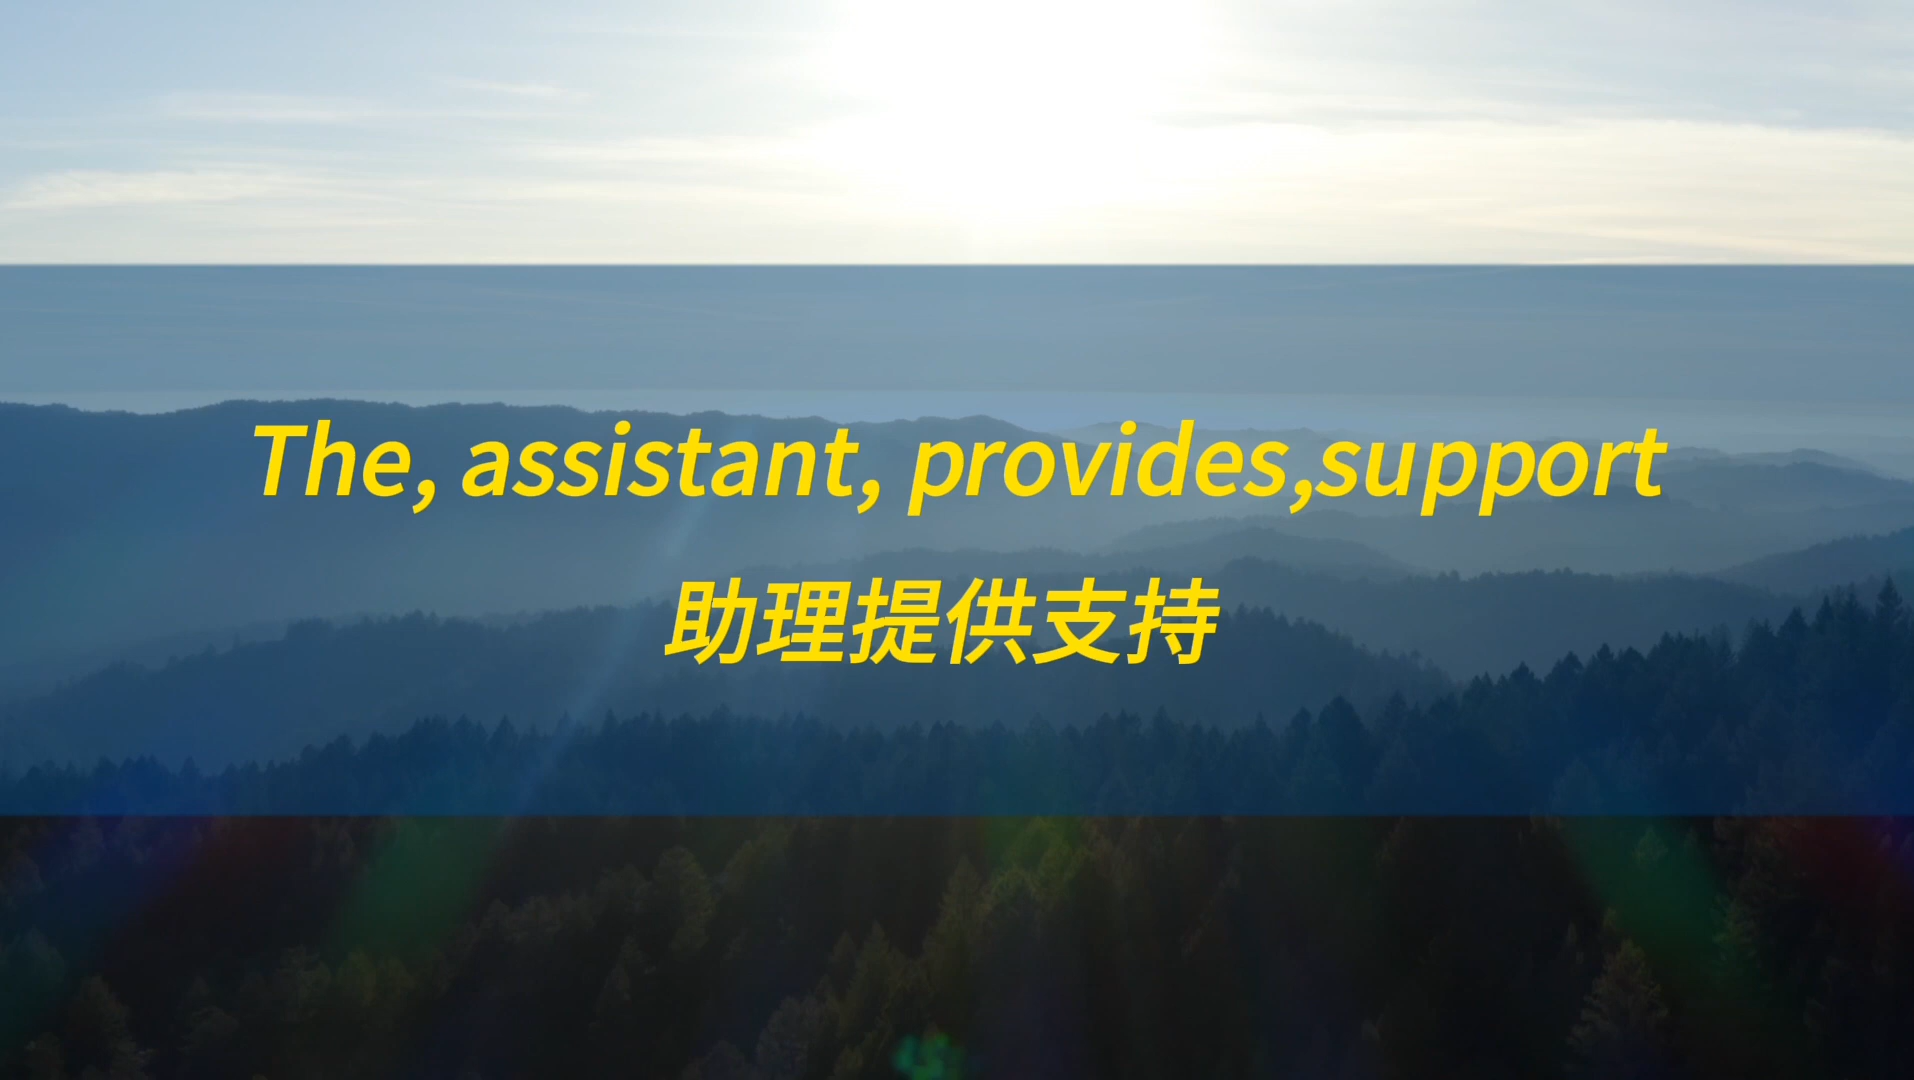 The, assistant, provides,support
助理提供支持